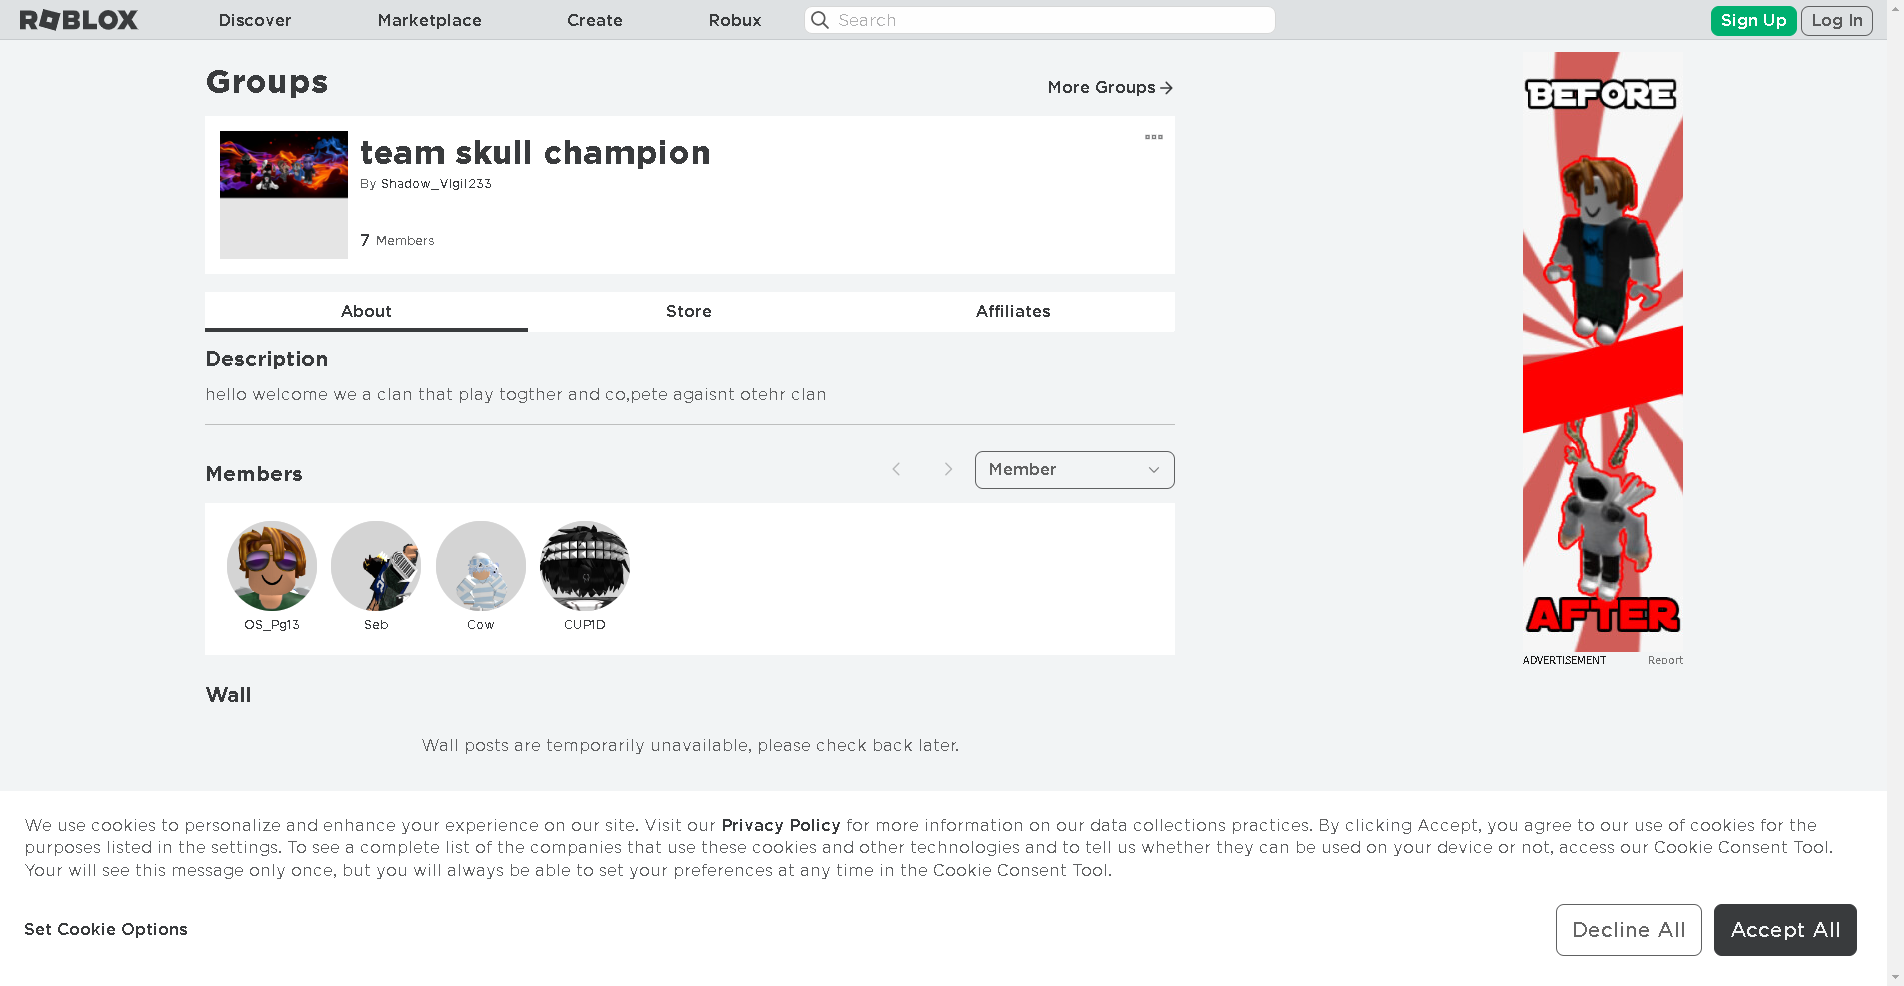 ROBLOX Discover Marketplace Create Robux Search Sign Up Log In
Groups
More Groups
team skull champion
By Shadow_VIgiI233
7 Members
About Store Affiliates
Description
hello welcome we a clan that play togther and co,pete agaisnt otehr clan
Members
Member
OS_Pg13 Seb Cow CUP1D
Wall
Wall posts are temporarily unavailable, please check back later.
BEFORE
AFTER
ADVERTISEMENT Report
We use cookies to personalize and enhance your experience on our site. Visit our Privacy Policy for more information on our data collections practices. By clicking Accept, you agree to our use of cookies for the
purposes listed in the settings. To see a complete list of the companies that use these cookies and other technologies and to tell us whether they can be used on your device or not, access our Cookie Consent Tool.
Your will see this message only once, but you will always be able to set your preferences at any time in the Cookie Consent Tool.
Set Cookie Options
Decline All
Accept All